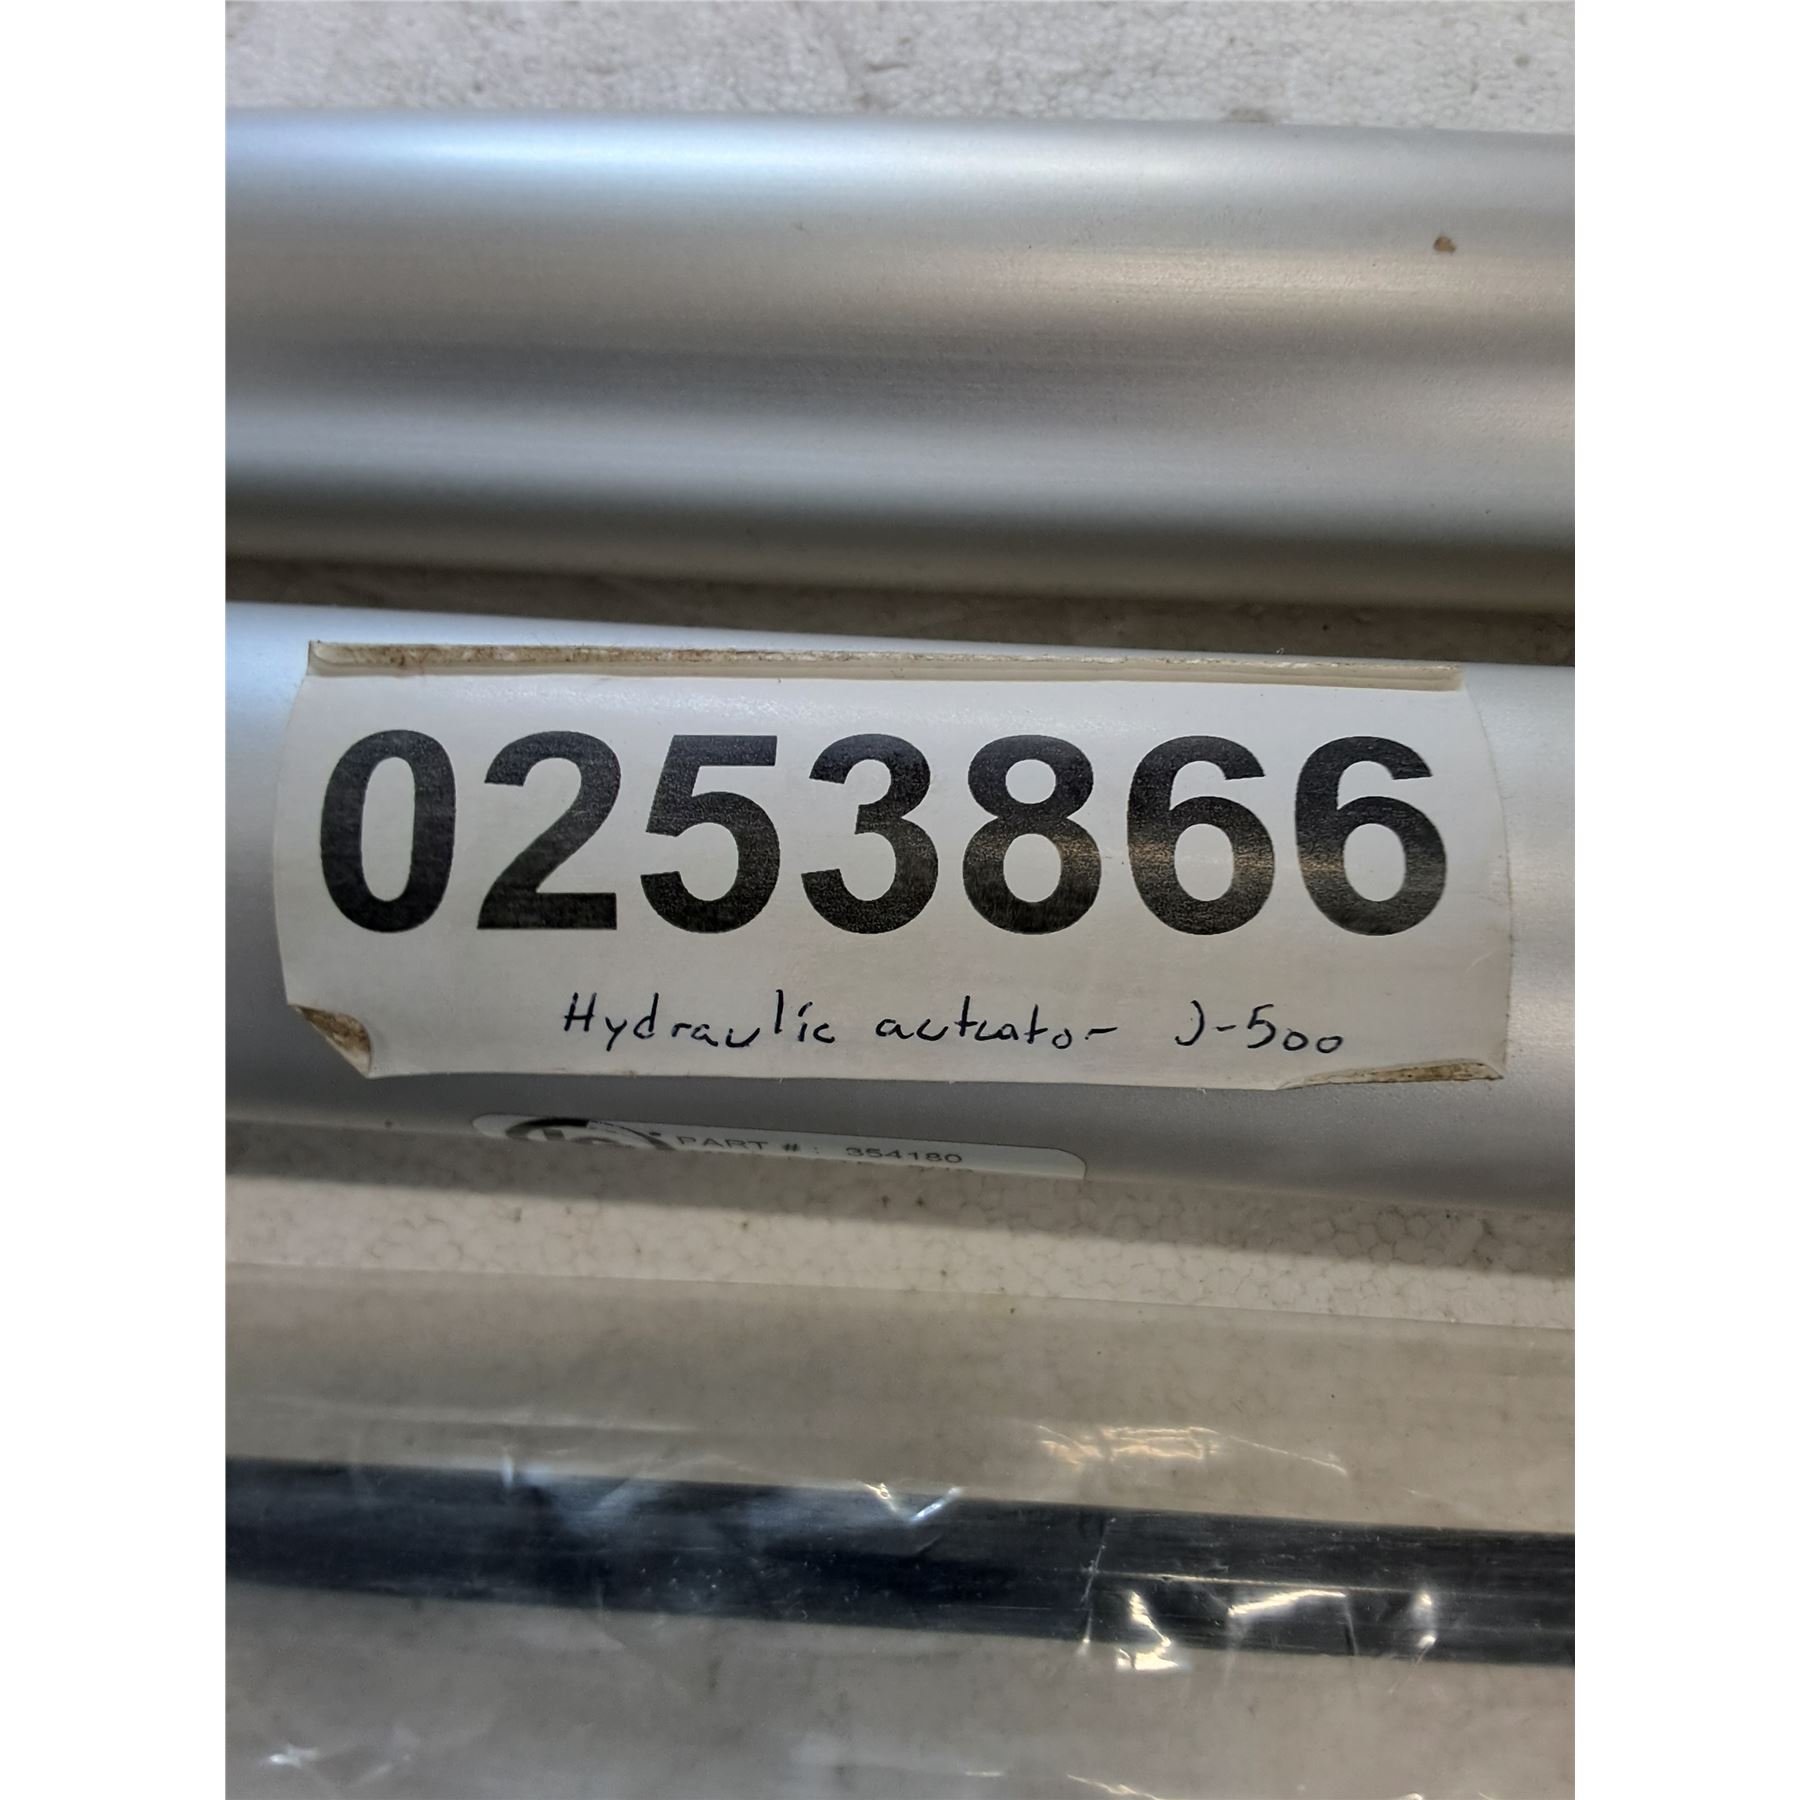 0253866
Hydraulic actuator J-500
PART # : 354180